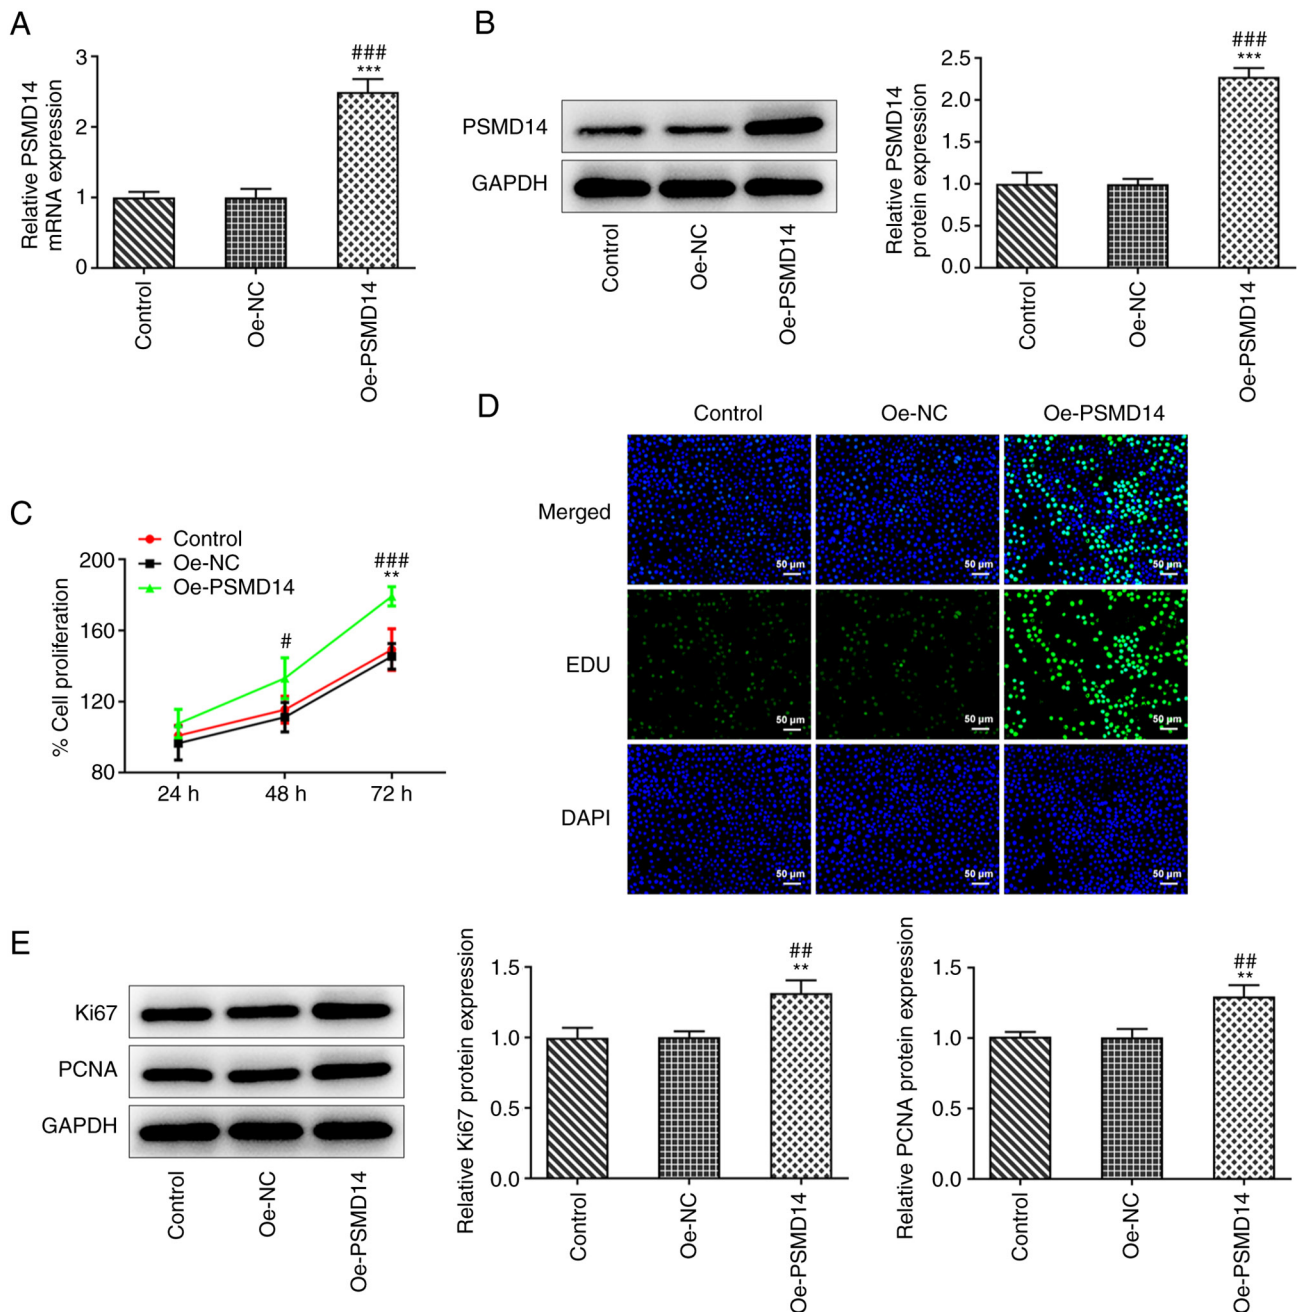 A
Relative PSMD14
mRNA expression
3
2
1
0
###
***
Control
Oe-NC
Oe-PSMD14
B
PSMD14
GAPDH
Control
Oe-NC
Oe-PSMD14
Relative PSMD14
protein expression
2.5
2.0
1.5
1.0
0.5
0.0
###
***
Control
Oe-NC
Oe-PSMD14
C
Control
Oe-NC
Oe-PSMD14
% Cell proliferation
200
160
120
80
#
###
**
24 h 48 h 72 h
D
Control Oe-NC Oe-PSMD14
Merged
50 µm 50 µm 50 µm
EDU
50 µm 50 µm 50 µm
DAPI
50 µm 50 µm 50 µm
E
Ki67
PCNA
GAPDH
Control
Oe-NC
Oe-PSMD14
Relative Ki67 protein expression
1.5
1.0
0.5
0.0
##
**
Control
Oe-NC
Oe-PSMD14
Relative PCNA protein expression
1.5
1.0
0.5
0.0
##
**
Control
Oe-NC
Oe-PSMD14